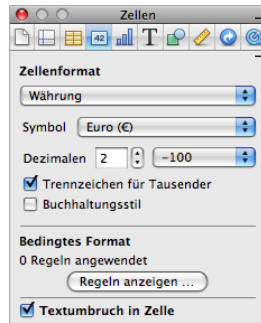 Zellen
42
T
Zellenformat
Währung
Symbol Euro (€)
Dezimalen 2 -100
Trennzeichen für Tausender
Buchhaltungsstil
Bedingtes Format
0 Regeln angewendet
Regeln anzeigen ...
Textumbruch in Zelle